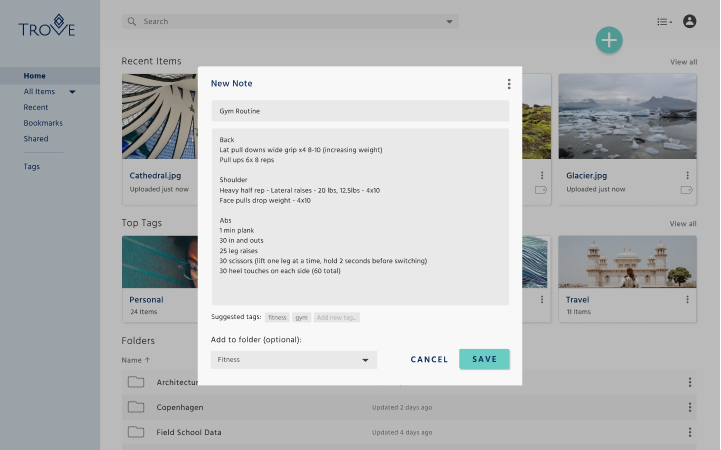 TROVE
Search
Home
All Items
Recent
Bookmarks
Shared
Tags
Recent Items
View all
Cathedral.jpg
Uploaded just now
Glacier.jpg
Uploaded just now
Top Tags
View all
Personal
24 Items
Travel
11 Items
Folders
Name ↑
Architectur
Copenhagen
Updated 2 days ago
Field School Data
Updated 4 days ago
New Note
Gym Routine
Back
Lat pull downs wide grip x4 8-10 (increasing weight)
Pull ups 6x 8 reps
Shoulder
Heavy half rep - Lateral raises - 20 lbs, 12.5lbs - 4x10
Face pulls drop weight - 4x10
Abs
1 min plank
30 in and outs
25 leg raises
30 scissors (lift one leg at a time, hold 2 seconds before switching)
30 heel touches on each side (60 total)
Suggested tags: fitness gym Add new tag...
Add to folder (optional):
Fitness
CANCEL
SAVE